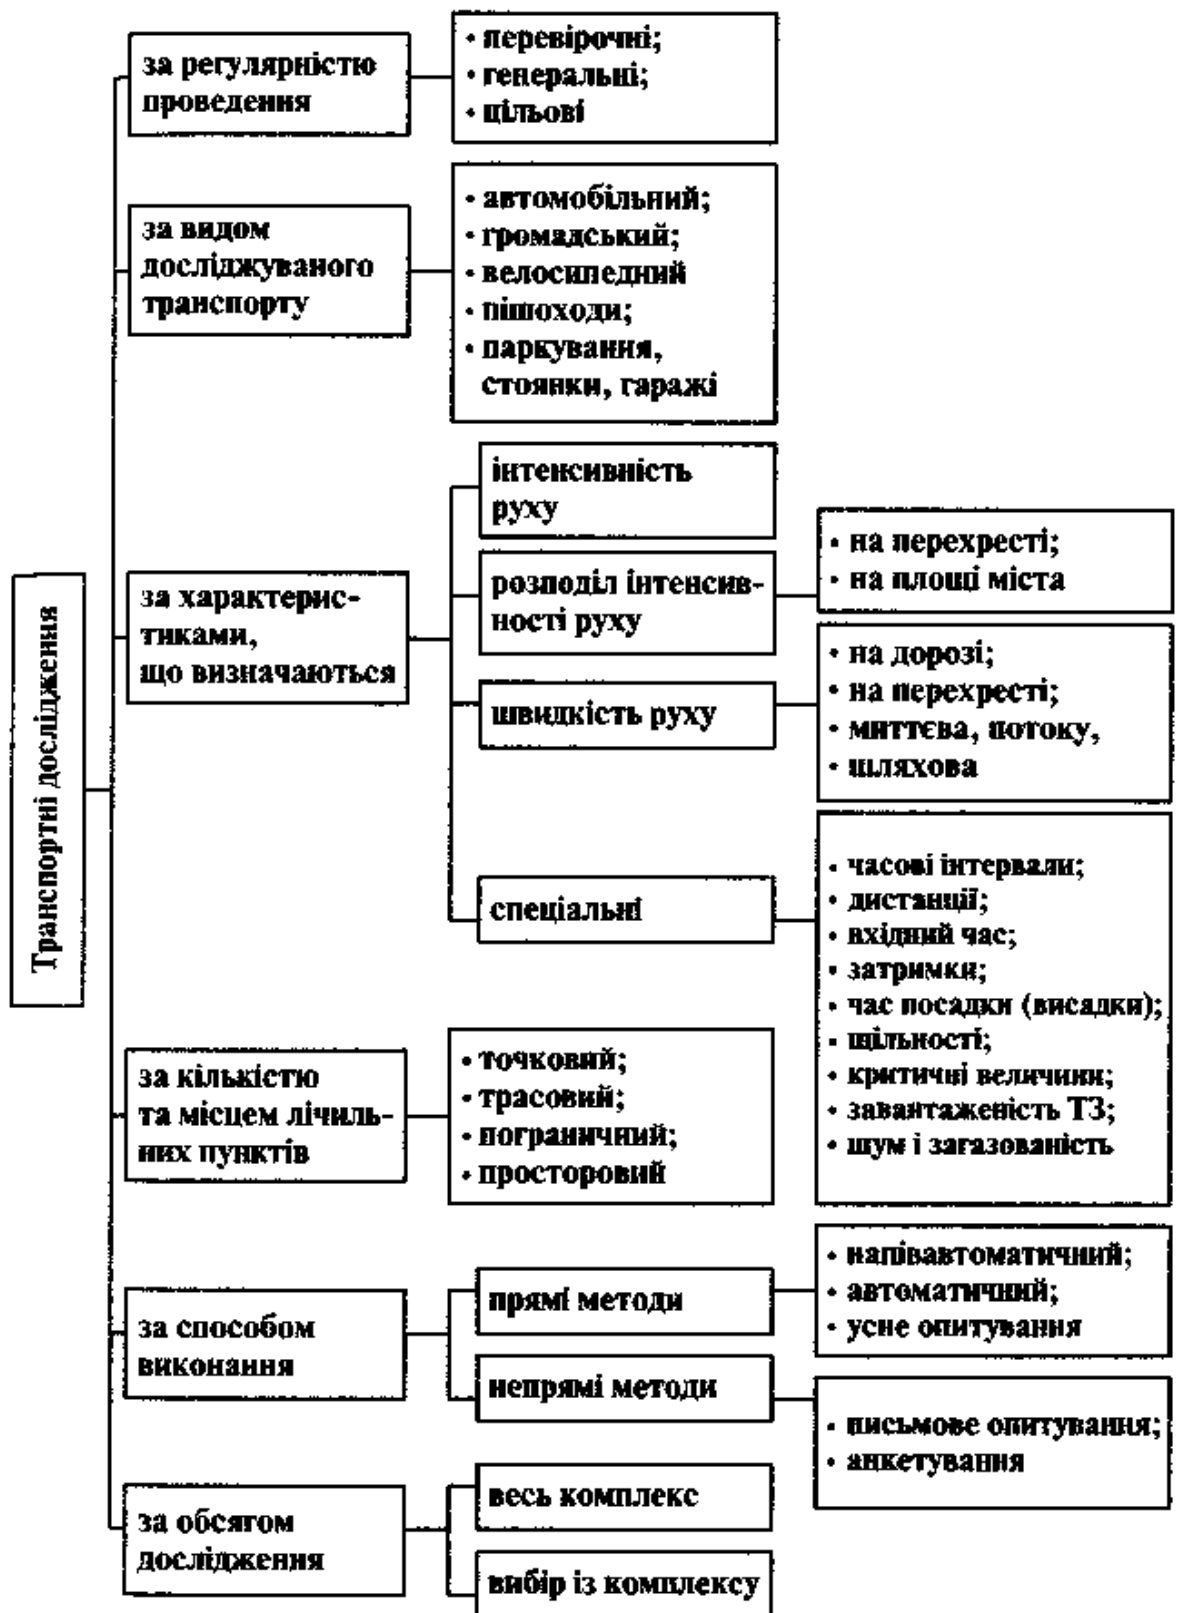 Транспортні дослідження
за регулярністю
проведення
• перевірочні;
• генеральні;
• цільові
за видом
досліджуваного
транспорту
• автомобільний;
• громадський;
• велосипедний
• пішоходи;
• паркування,
стоянки, гаражі
за характерис-
тиками,
що визначаються
інтенсивність
руху
розподіл інтенсив-
ності руху
• на перехресті;
• на площі міста
швидкість руху
• на дорозі;
• на перехресті;
• миттєва, потоку,
• шляхова
спеціальні
• часові інтервали;
• дистанції;
• вхідний час;
• затримки;
• час посадки (висадки);
• щільності;
• критичні величини;
• завантаженість ТЗ;
• шум і загазованість
за кількістю
та місцем лічиль-
них пунктів
• точковий;
• трасовий;
• пограничний;
• просторовий
за способом
виконання
прямі методи
• напівавтоматичний;
• автоматичний;
• усне опитування
непрямі методи
• письмове опитування;
• анкетування
за обсягом
дослідження
весь комплекс
вибір із комплексу